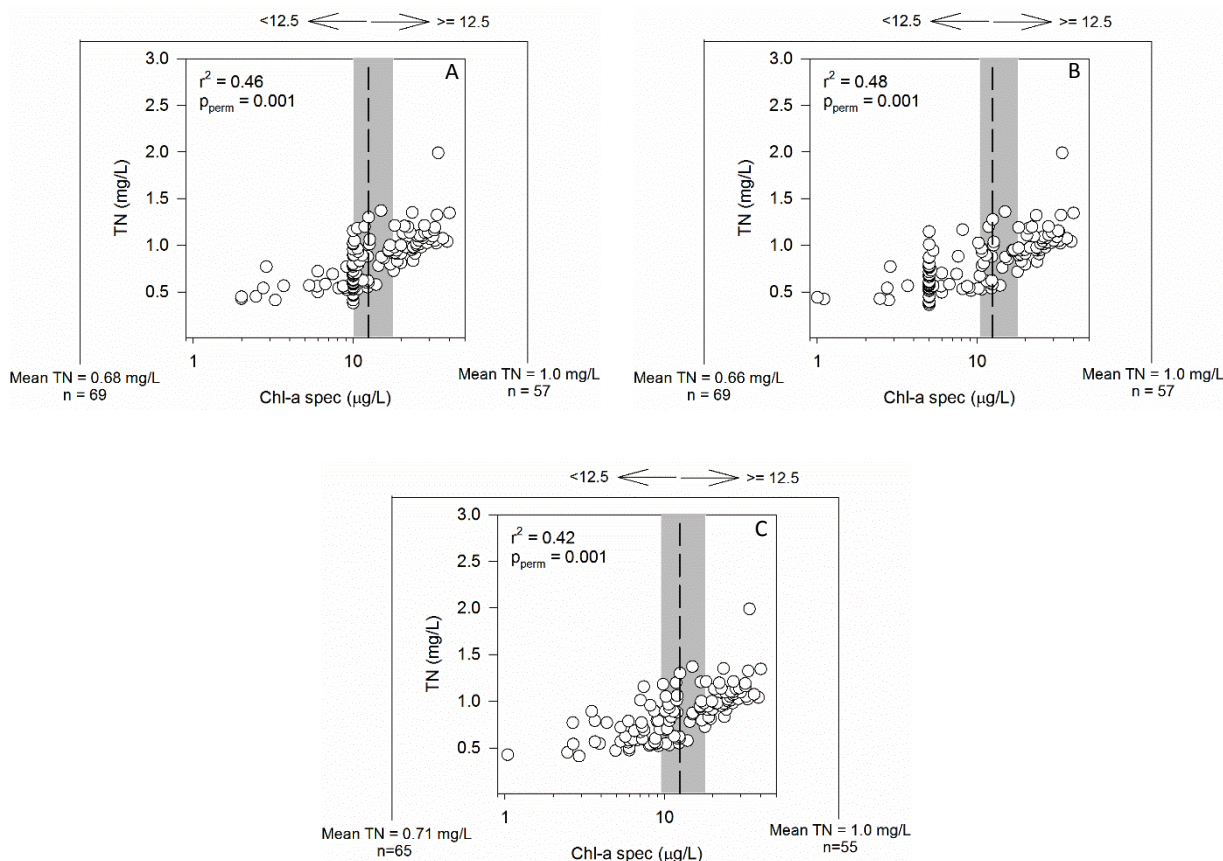 <12.5 >= 12.5
3.0 A
r² = 0.46
p_perm = 0.001
2.5
2.0
TN (mg/L)
1.5
1.0
0.5
1 10
Mean TN = 0.68 mg/L
n = 69
Chl-a spec (µg/L)
Mean TN = 1.0 mg/L
n = 57
<12.5 >= 12.5
3.0 B
r² = 0.48
p_perm = 0.001
2.5
2.0
TN (mg/L)
1.5
1.0
0.5
1 10
Mean TN = 0.66 mg/L
n = 69
Chl-a spec (µg/L)
Mean TN = 1.0 mg/L
n = 57
<12.5 >= 12.5
3.0 C
r² = 0.42
p_perm = 0.001
2.5
2.0
TN (mg/L)
1.5
1.0
0.5
1 10
Mean TN = 0.71 mg/L
n=65
Chl-a spec (µg/L)
Mean TN = 1.0 mg/L
n=55